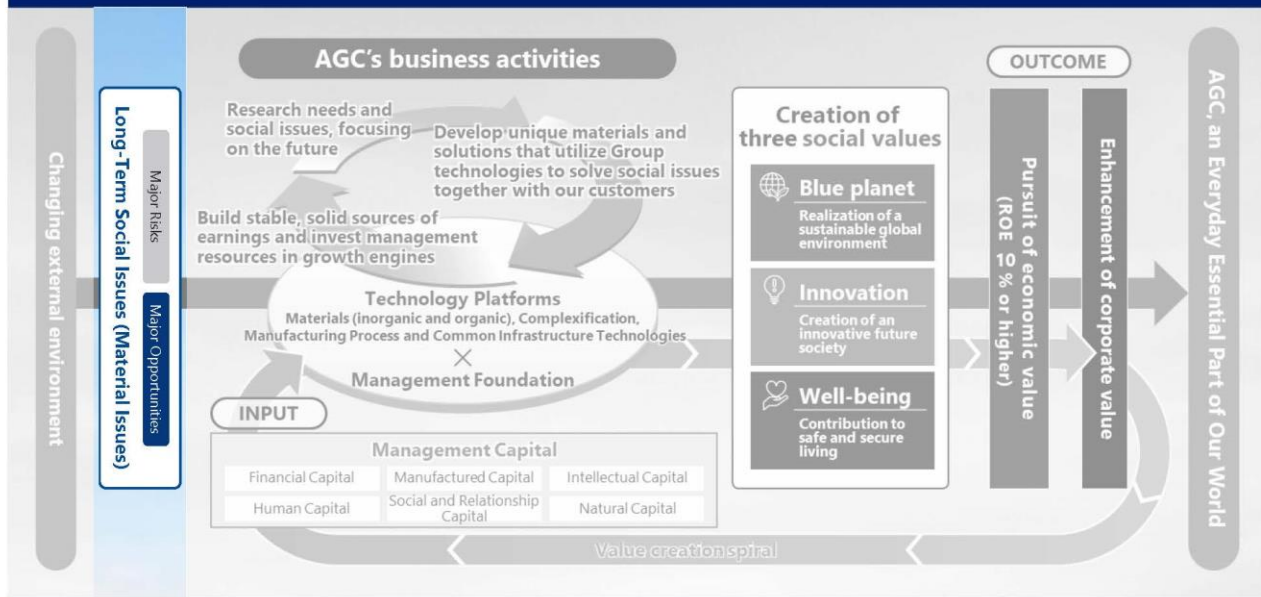 Changing external environment
Long-Term Social Issues (Material Issues)
Major Risks
Major Opportunities
AGC's business activities
Research needs and
social issues, focusing
on the future
Develop unique materials and
solutions that utilize Group
technologies to solve social issues
together with our customers
Build stable, solid sources of
earnings and invest management
resources in growth engines
Technology Platforms
Materials (inorganic and organic), Complexification,
Manufacturing Process and Common Infrastructure Technologies
×
Management Foundation
INPUT
Management Capital
Financial Capital
Manufactured Capital
Intellectual Capital
Human Capital
Social and Relationship
Capital
Natural Capital
Creation of
three social values
Blue planet
Realization of a
sustainable global
environment
Innovation
Creation of an
innovative future
society
Well-being
Contribution to
safe and secure
living
OUTCOME
Pursuit of economic value
(ROE 10 % or higher)
Enhancement of corporate value
Value creation spiral
AGC, an Everyday Essential Part of Our World